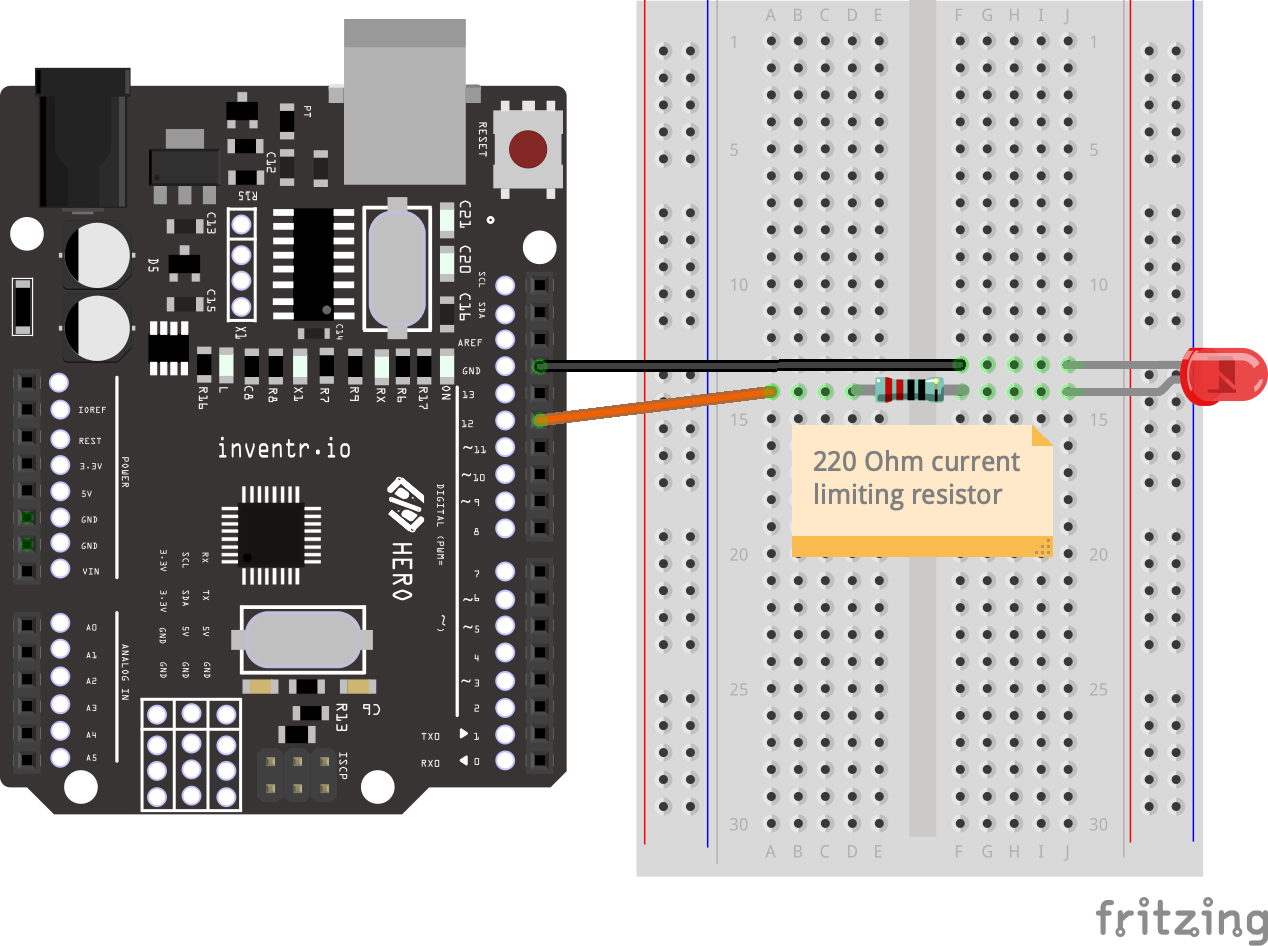 A B C D E F G H I J
1 1
5 5
10 10
15 15
20 20
25 25
30 30
A B C D E F G H I J
220 Ohm current
limiting resistor
PT
RESET
C12
R15
C13
D5
C15
X1
C14
C21
C20
C16
SCL
SDA
AREF
GND
13
12
~11
~10
~9
8
7
~6
~5
4
~3
2
TX0 ▶ 1
RX0 ◀ 0
R16
L
C8
R8
X1
R7
R9
RX
R6
R17
ON
inventr.io
HERO
DIGITAL (PWM=
~)
IOREF
REST
3.3V
5V
GND
GND
VIN
POWER
A0
A1
A2
A3
A4
A5
ANALOG IN
3.3V SCL RX
3.3V SDA TX
GND 5V 5V
GND GND GND
R13
C9
ISCP
fritzing